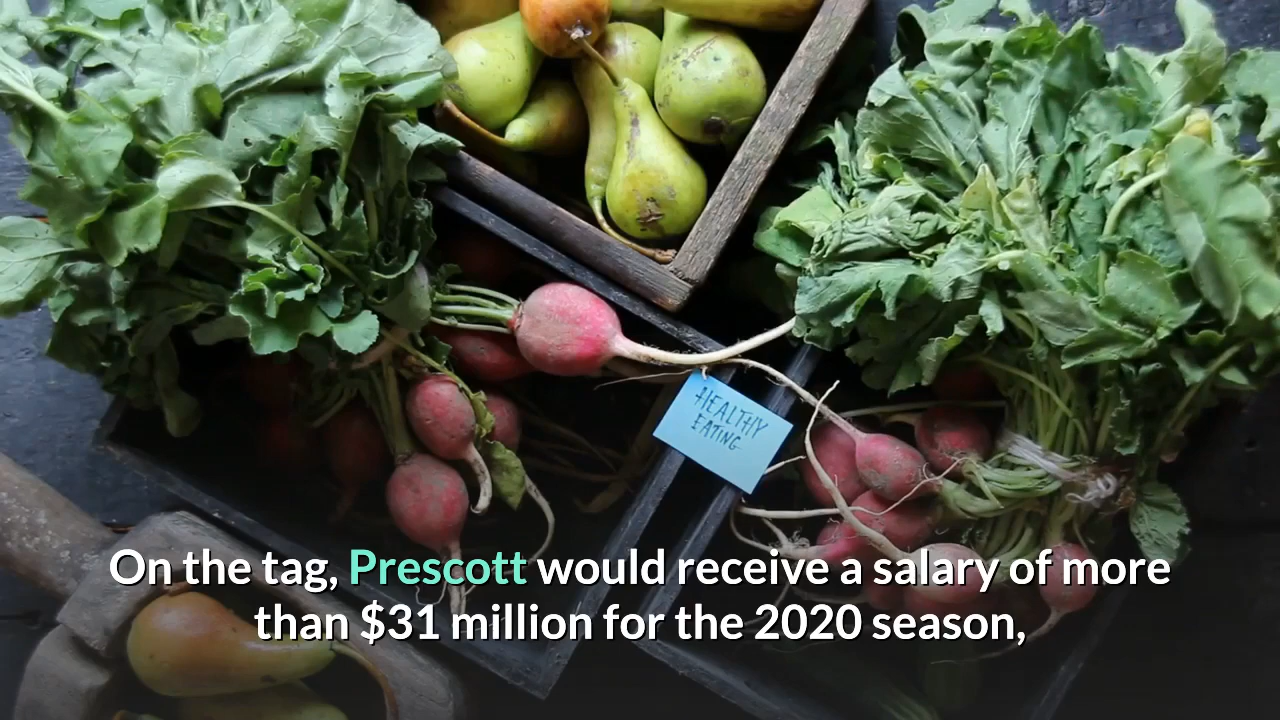 HEALTHY
EATING
On the tag, Prescott would receive a salary of more
than $31 million for the 2020 season,